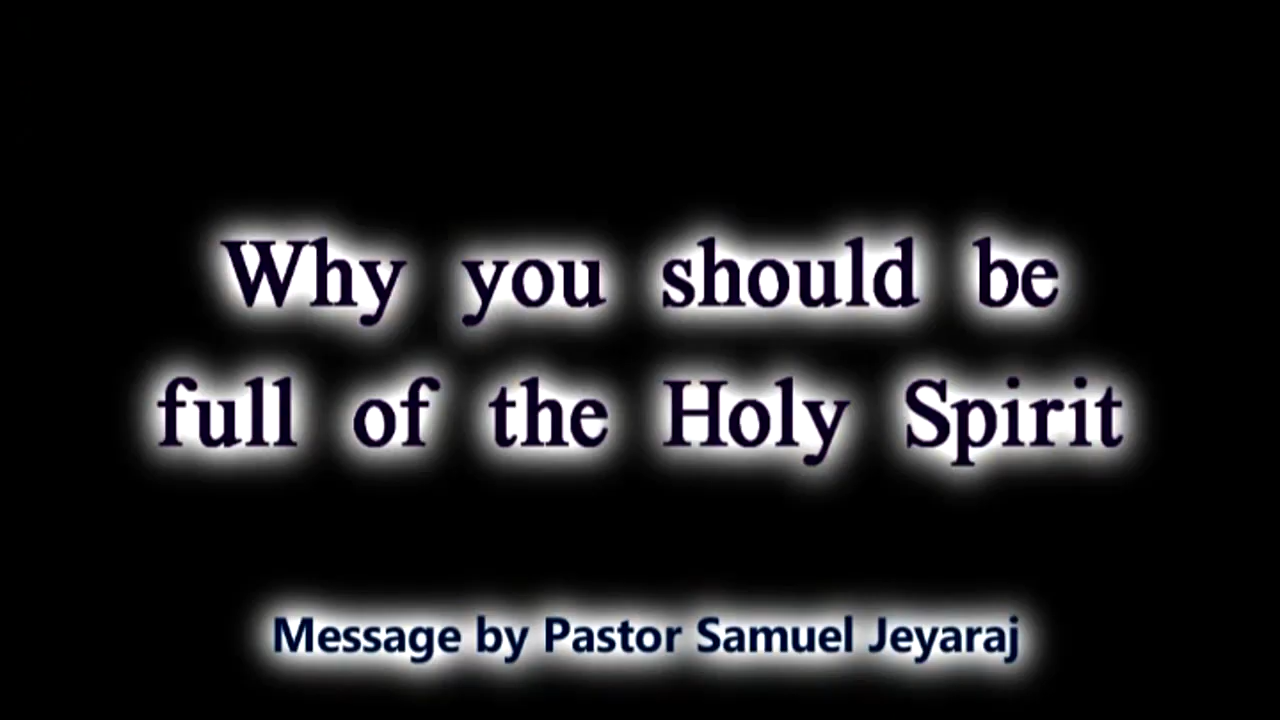 Why you should be
full of the Holy Spirit
Message by Pastor Samuel Jeyaraj